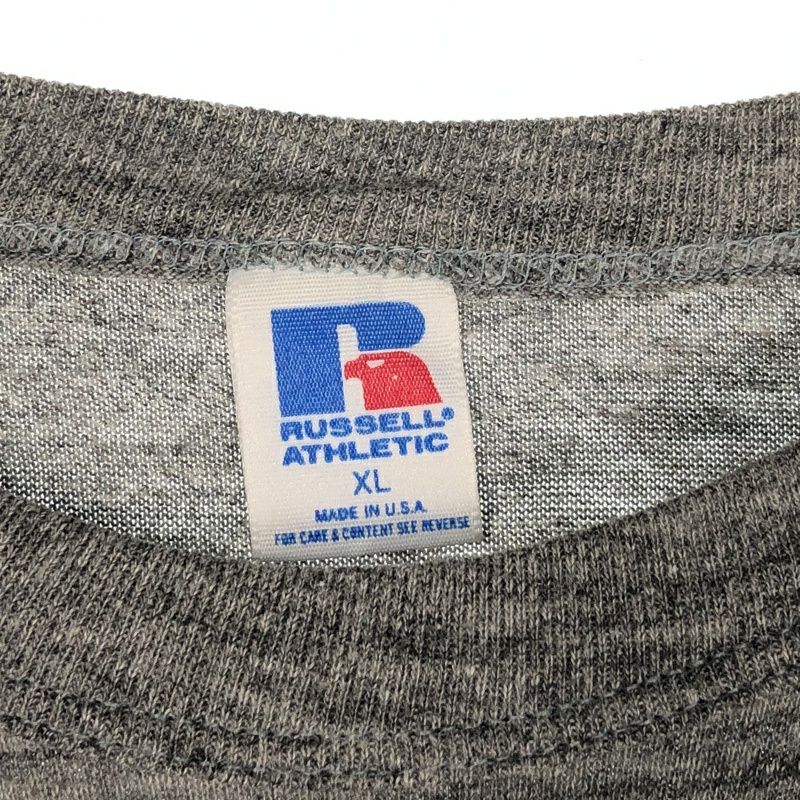 R
RUSSELL®
ATHLETIC
XL
MADE IN U.S.A.
FOR CARE & CONTENT SEE REVERSE